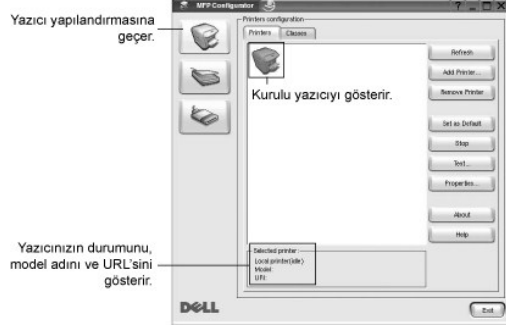 MFP Configurator
Yazıcı yapılandırmasına
geçer.
Printers configuration
Printers
Classes
Kurulu yazıcıyı gösterir.
Refresh
Add Printer...
Remove Printer
Set as Default
Stop
Test...
Properties...
About
Help
Yazıcınızın durumunu,
model adını ve URL'sini
gösterir.
Selected printer:
Local printer(idle)
Model:
URI:
DELL
Exit